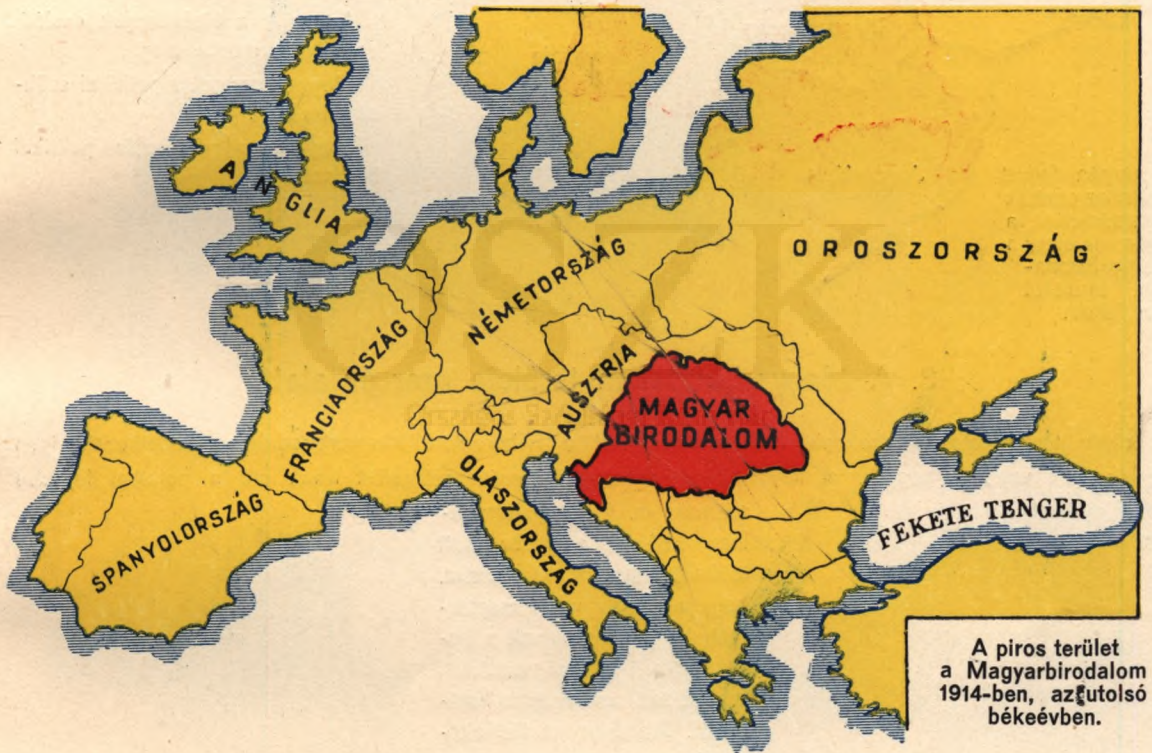 ANGLIA
OROSZORSZÁG
NÉMETORSZÁG
FRANCIAORSZÁG
AUSZTRIA
MAGYAR
BIRODALOM
OLASZORSZÁG
SPANYOLORSZÁG
FEKETE TENGER
A piros terület
a Magyarbirodalom
1914-ben, az utolsó
békeévben.
OSZK